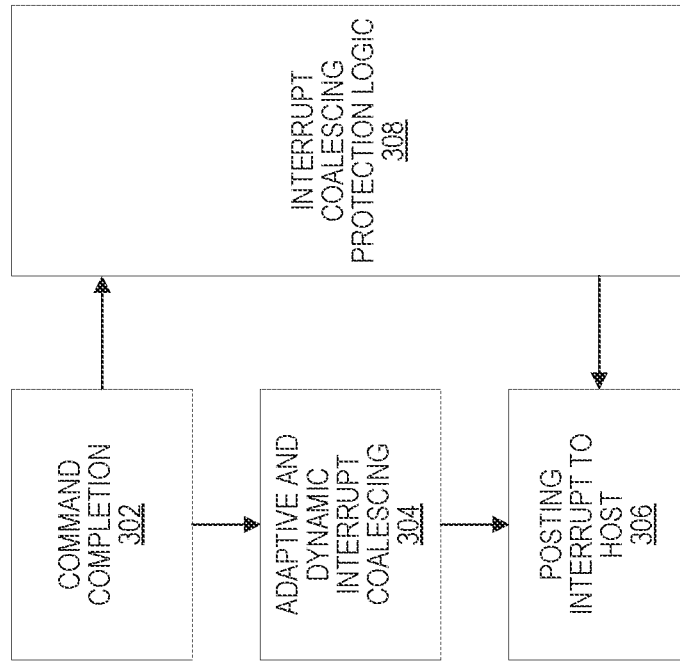 COMMAND
COMPLETION
302
ADAPTIVE AND
DYNAMIC
INTERRUPT
COALESCING
304
POSTING
INTERRUPT TO
HOST
306
INTERRUPT
COALESCING
PROTECTION LOGIC
308